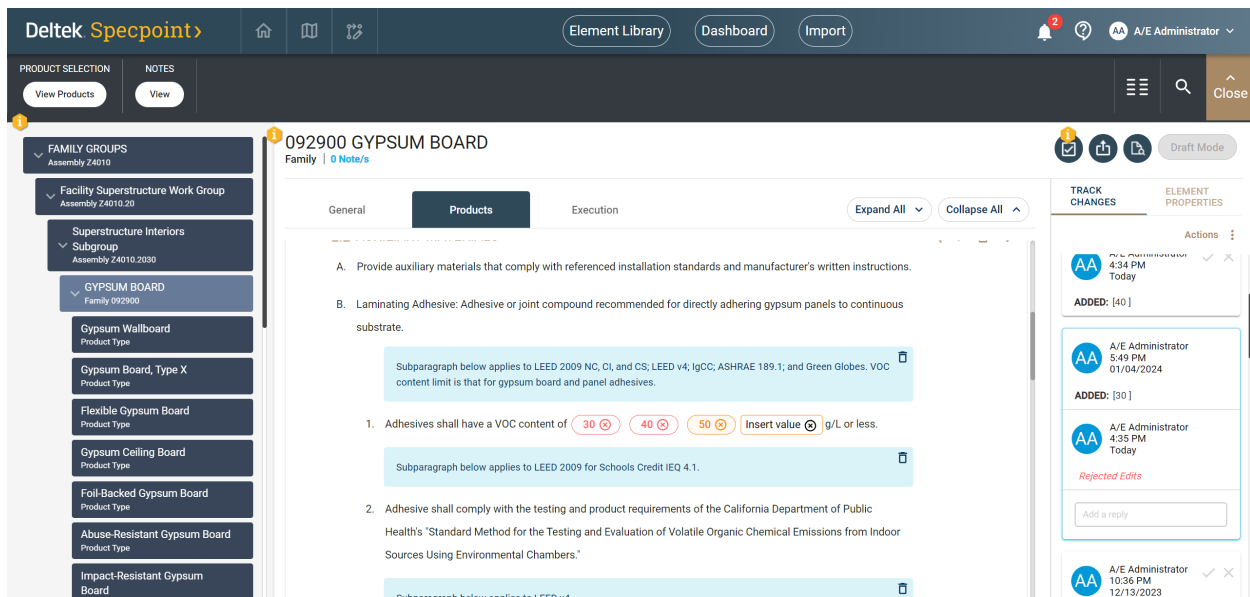 Deltek Specpoint
Element Library
Dashboard
Import
2
AA A/E Administrator
PRODUCT SELECTION
View Products
NOTES
View
Close
FAMILY GROUPS
Assembly Z4010
Facility Superstructure Work Group
Assembly Z4010.20
Superstructure Interiors
Subgroup
Assembly Z4010.2030
GYPSUM BOARD
Family 092900
Gypsum Wallboard
Product Type
Gypsum Board, Type X
Product Type
Flexible Gypsum Board
Product Type
Gypsum Ceiling Board
Product Type
Foil-Backed Gypsum Board
Product Type
Abuse-Resistant Gypsum Board
Product Type
Impact-Resistant Gypsum
Board
092900 GYPSUM BOARD
Family | 0 Note/s
Draft Mode
General
Products
Execution
Expand All
Collapse All
A. Provide auxiliary materials that comply with referenced installation standards and manufacturer's written instructions.
B. Laminating Adhesive: Adhesive or joint compound recommended for directly adhering gypsum panels to continuous
substrate.
Subparagraph below applies to LEED 2009 NC, CI, and CS; LEED v4; IgCC; ASHRAE 189.1; and Green Globes. VOC
content limit is that for gypsum board and panel adhesives.
1. Adhesives shall have a VOC content of 30 40 50 Insert value g/L or less.
Subparagraph below applies to LEED 2009 for Schools Credit IEQ 4.1.
2. Adhesive shall comply with the testing and product requirements of the California Department of Public
Health's "Standard Method for the Testing and Evaluation of Volatile Organic Chemical Emissions from Indoor
Sources Using Environmental Chambers."
Subparagraph below applies to LEED v4
TRACK
CHANGES
ELEMENT
PROPERTIES
Actions
AA
A/E Administrator
4:34 PM
Today
ADDED: [40 ]
AA
A/E Administrator
5:49 PM
01/04/2024
ADDED: [30 ]
AA
A/E Administrator
4:35 PM
Today
Rejected Edits
Add a reply
AA
A/E Administrator
10:36 PM
12/13/2023